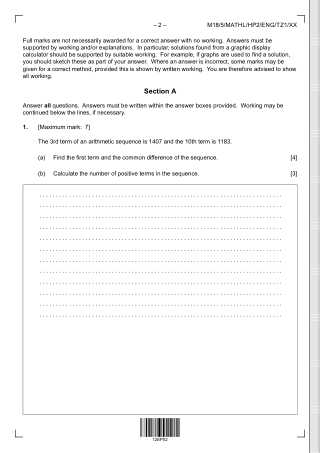 – 2 –
M18/5/MATHL/HP2/ENG/TZ1/XX
Full marks are not necessarily awarded for a correct answer with no working. Answers must be
supported by working and/or explanations. In particular, solutions found from a graphic display
calculator should be supported by suitable working. For example, if graphs are used to find a solution,
you should sketch these as part of your answer. Where an answer is incorrect, some marks may be
given for a correct method, provided this is shown by written working. You are therefore advised to show
all working.
Section A
Answer all questions. Answers must be written within the answer boxes provided. Working may be
continued below the lines, if necessary.
1. [Maximum mark: 7]
The 3rd term of an arithmetic sequence is 1407 and the 10th term is 1183.
(a) Find the first term and the common difference of the sequence. [4]
(b) Calculate the number of positive terms in the sequence. [3]
12EP02